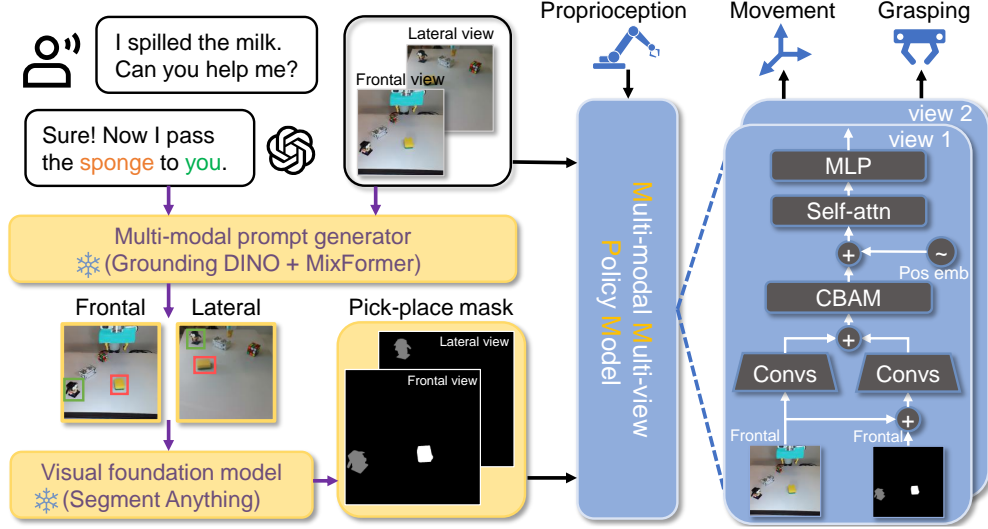 I spilled the milk.
Can you help me?
Sure! Now I pass
the sponge to you.
Lateral view
Frontal view
Multi-modal prompt generator
(Grounding DINO + MixFormer)
Frontal
Lateral
Visual foundation model
(Segment Anything)
Pick-place mask
Lateral view
Frontal view
Proprioception
Multi-modal Multi-view
Policy Model
Movement
Grasping
view 2
view 1
MLP
Self-attn
+
~
Pos emb
CBAM
+
Convs
Convs
+
Frontal
Frontal